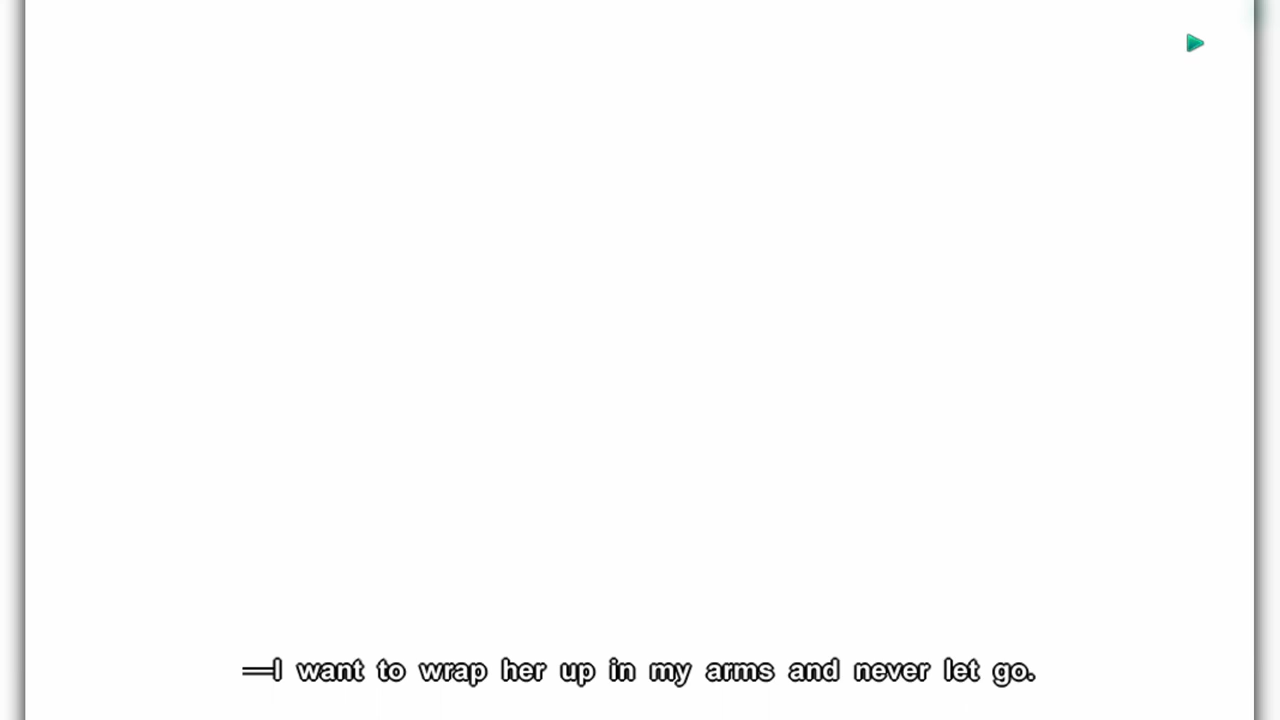 ——I want to wrap her up in my arms and never let go.